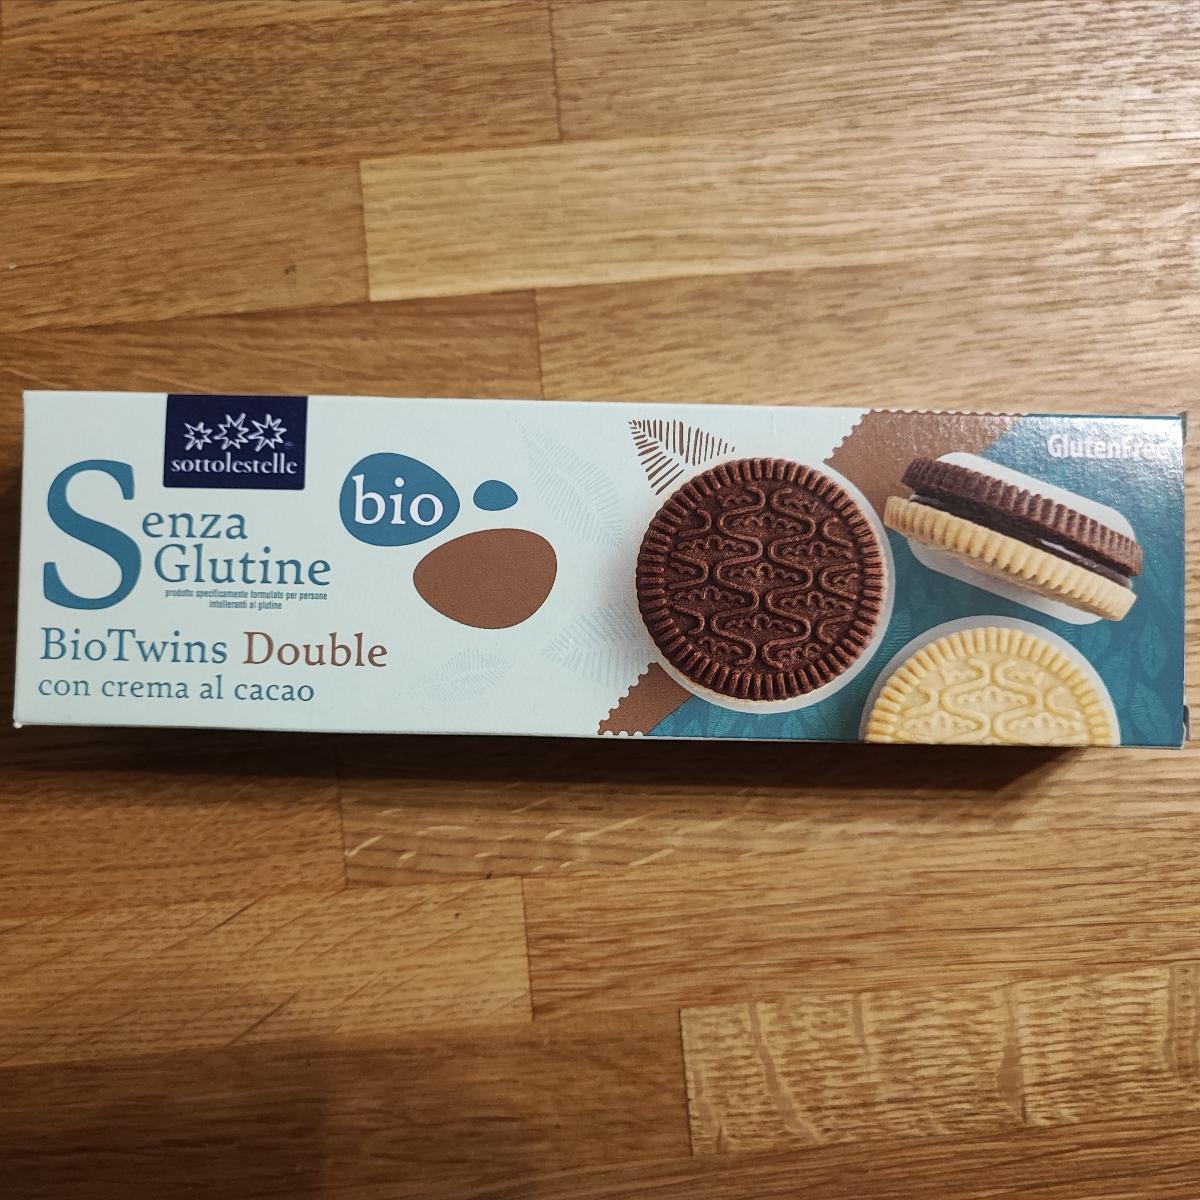 sottolestelle
Senza
Glutine
prodotto specificamente formulato per persone
intolleranti al glutine
bio
BioTwins Double
con crema al cacao
GlutenFree